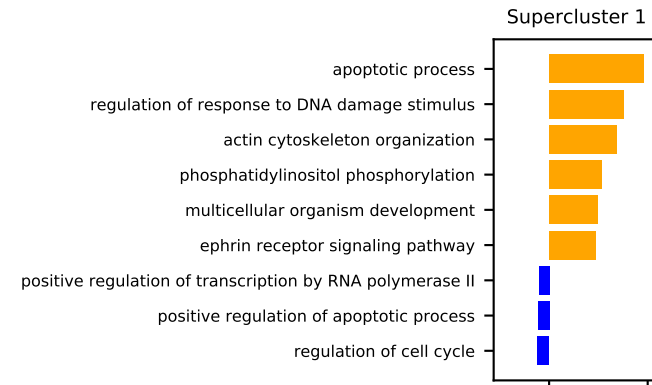 Supercluster 1
apoptotic process
regulation of response to DNA damage stimulus
actin cytoskeleton organization
phosphatidylinositol phosphorylation
multicellular organism development
ephrin receptor signaling pathway
positive regulation of transcription by RNA polymerase II
positive regulation of apoptotic process
regulation of cell cycle